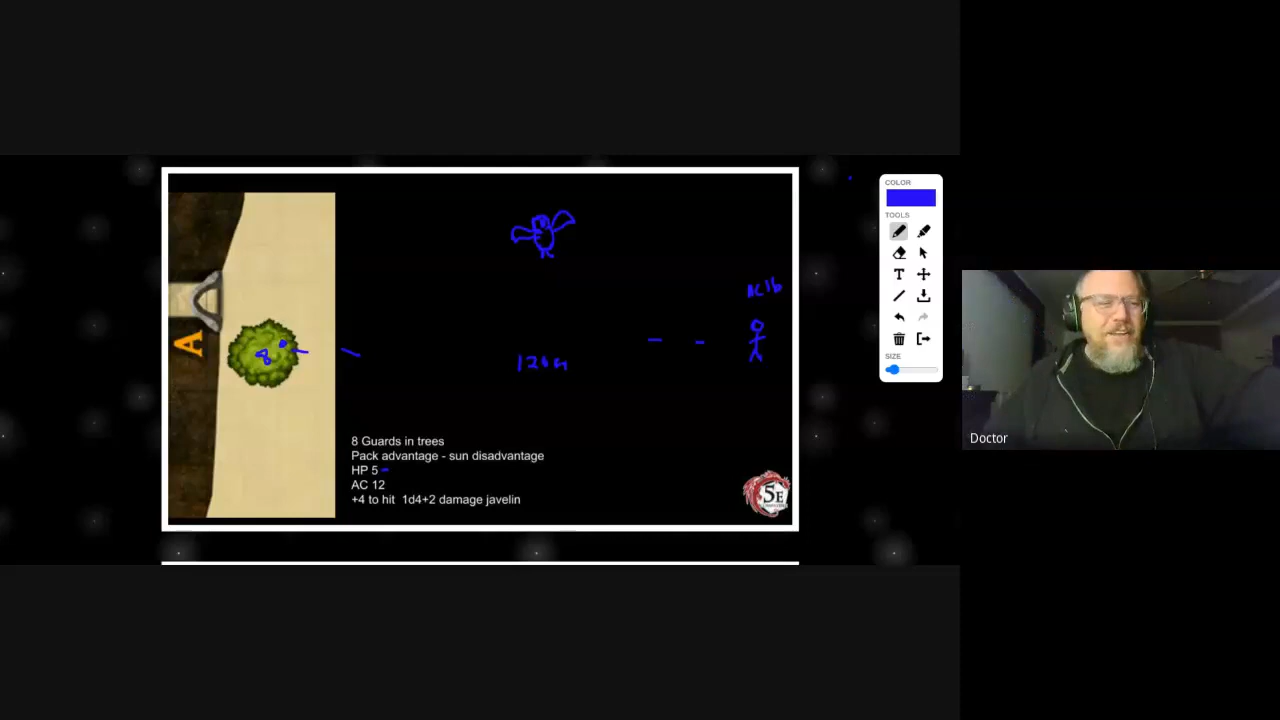 COLOR
TOOLS
T
SIZE
AC 16
A
8
120
8 Guards in trees
Pack advantage - sun disadvantage
HP 5 -
AC 12
+4 to hit 1d4+2 damage javelin
5E
Doctor